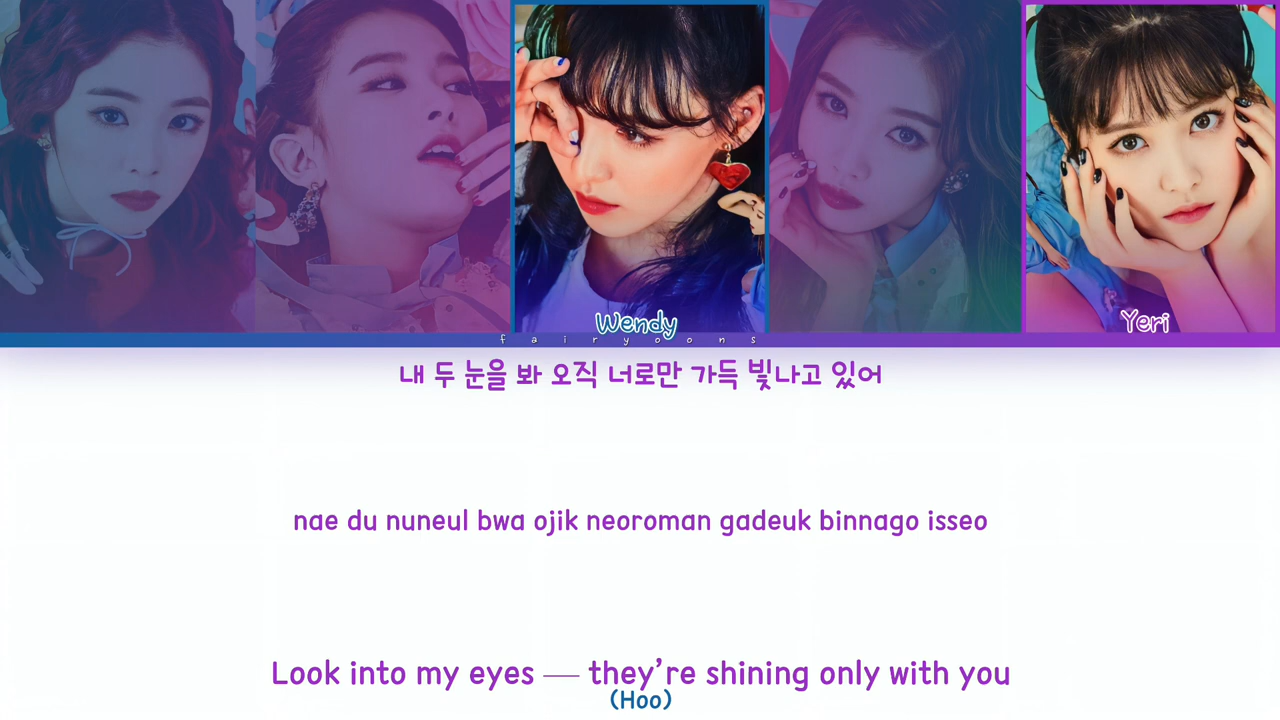 Wendy
Yeri
fairyoons
내 두 눈을 봐 오직 너로만 가득 빛나고 있어
nae du nuneul bwa ojik neoroman gadeuk binnago isseo
Look into my eyes — they're shining only with you
(Hoo)